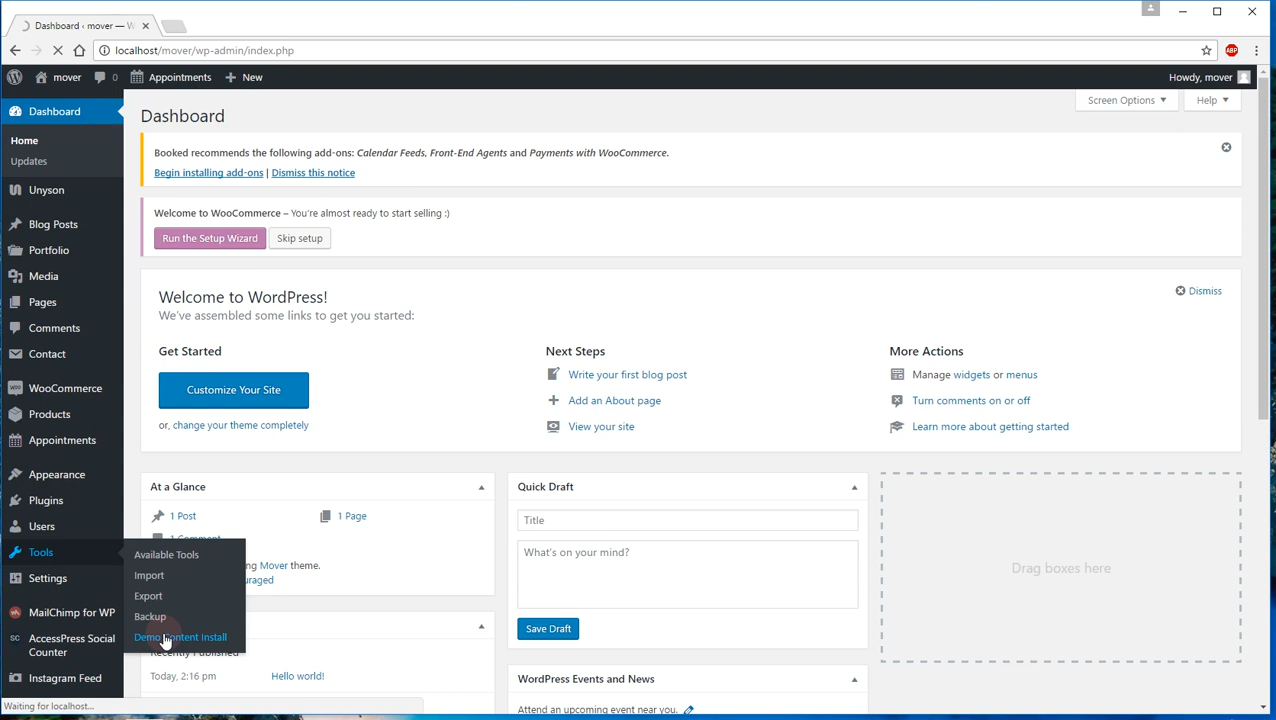 Dashboard ‹ mover — W
localhost/mover/wp-admin/index.php
ABP
mover
0
Appointments
New
Howdy, mover
Dashboard
Home
Updates
Unyson
Blog Posts
Portfolio
Media
Pages
Comments
Contact
WooCommerce
Products
Appointments
Appearance
Plugins
Users
Tools
Settings
MailChimp for WP
SC AccessPress Social
Counter
Instagram Feed
Available Tools
Import
Export
Backup
Demo Content Install
Dashboard
Screen Options
Help
Booked recommends the following add-ons: Calendar Feeds, Front-End Agents and Payments with WooCommerce.
Begin installing add-ons | Dismiss this notice
Welcome to WooCommerce – You're almost ready to start selling :)
Run the Setup Wizard
Skip setup
Welcome to WordPress!
Dismiss
We've assembled some links to get you started:
Get Started
Customize Your Site
or, change your theme completely
Next Steps
Write your first blog post
Add an About page
View your site
More Actions
Manage widgets or menus
Turn comments on or off
Learn more about getting started
At a Glance
1 Post
1 Page
1 Comment
Mover theme.
Recently Published
Today, 2:16 pm
Hello world!
Quick Draft
Title
What's on your mind?
Save Draft
WordPress Events and News
Attend an upcoming event near you.
Drag boxes here
Waiting for localhost...